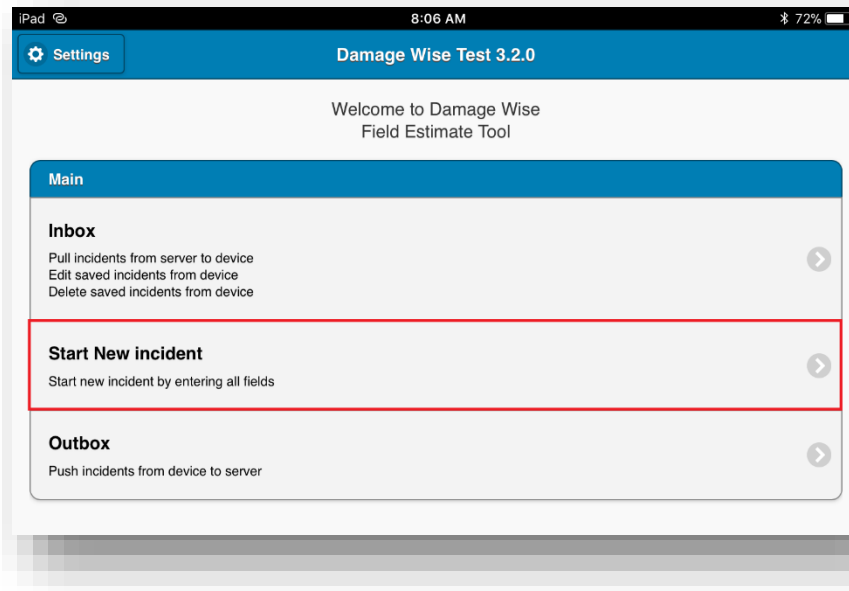 iPad 8:06 AM 72%
Settings Damage Wise Test 3.2.0
Welcome to Damage Wise
Field Estimate Tool
Main
Inbox
Pull incidents from server to device
Edit saved incidents from device
Delete saved incidents from device
Start New incident
Start new incident by entering all fields
Outbox
Push incidents from device to server